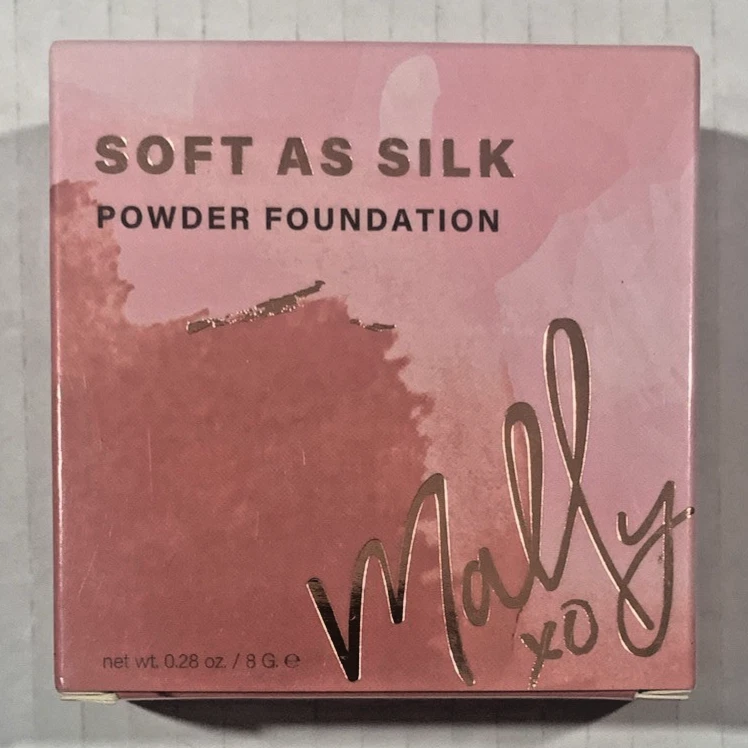 SOFT AS SILK
POWDER FOUNDATION
Mally
xo
net wt. 0.28 oz. / 8 G. ℮